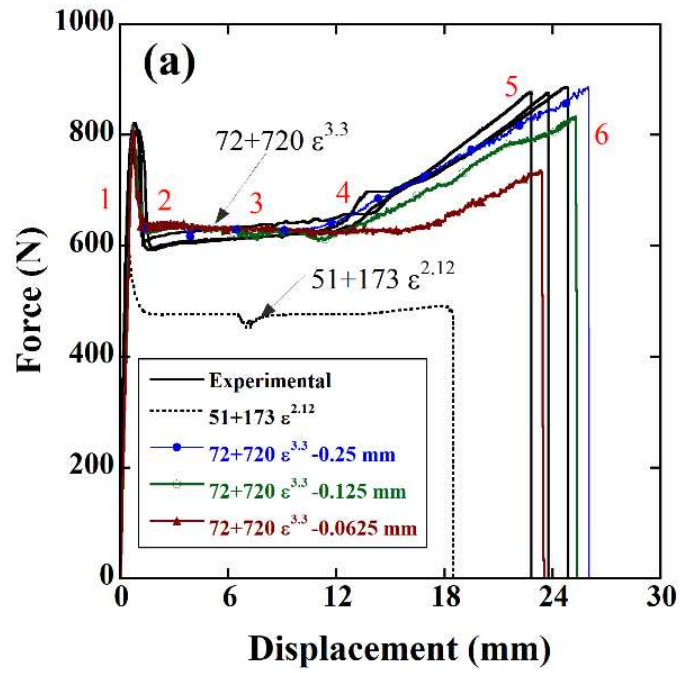 1000
(a)
5
800
72+720 ε^3.3
6
1
2
3
4
600
51+173 ε^2.12
Force (N)
400
Experimental
51+173 ε^2.12
72+720 ε^3.3 -0.25 mm
72+720 ε^3.3 -0.125 mm
72+720 ε^3.3 -0.0625 mm
200
0
0 6 12 18 24 30
Displacement (mm)